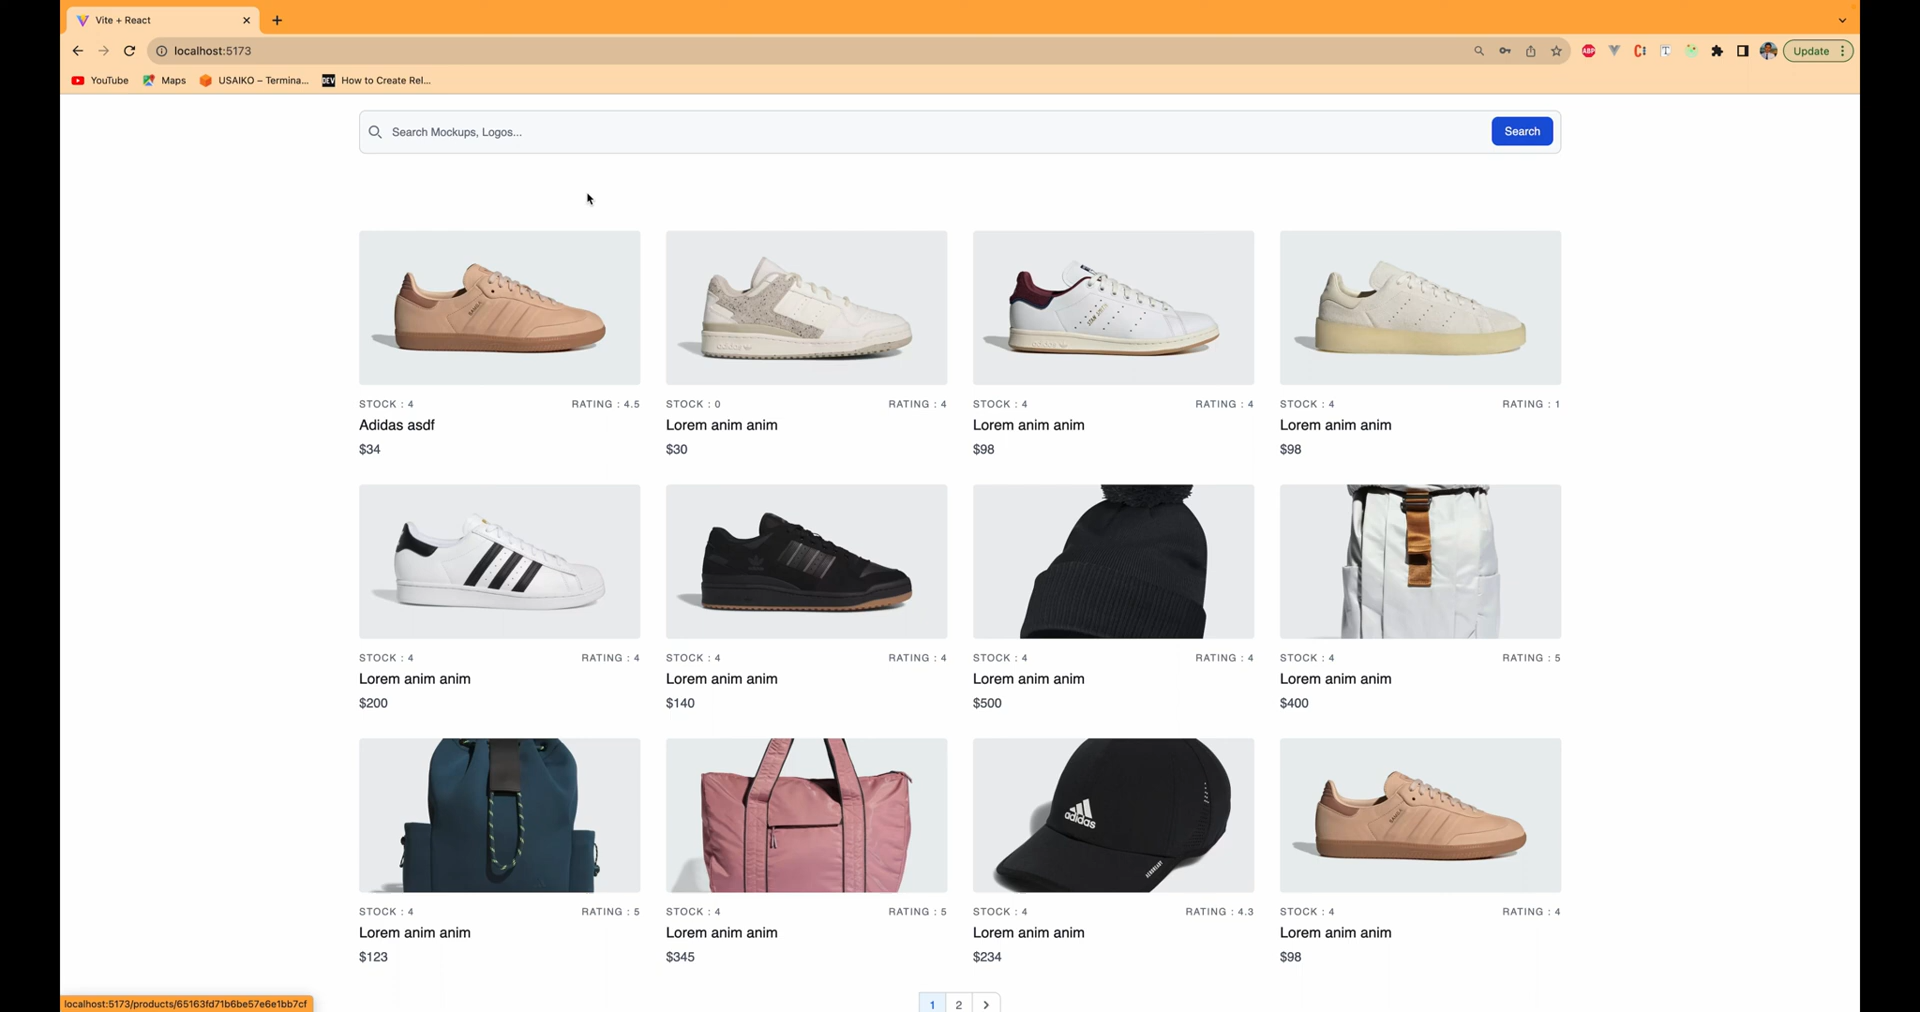 Vite + React
localhost:5173
Update
YouTube
Maps
USAIKO – Termina...
DEV How to Create Rel...
Search Mockups, Logos...
Search
STOCK : 4 RATING : 4.5
Adidas asdf
$34
STOCK : 0 RATING : 4
Lorem anim anim
$30
STOCK : 4 RATING : 4
Lorem anim anim
$98
STOCK : 4 RATING : 1
Lorem anim anim
$98
STOCK : 4 RATING : 4
Lorem anim anim
$200
STOCK : 4 RATING : 4
Lorem anim anim
$140
STOCK : 4 RATING : 4
Lorem anim anim
$500
STOCK : 4 RATING : 5
Lorem anim anim
$400
adidas
STOCK : 4 RATING : 5
Lorem anim anim
$123
STOCK : 4 RATING : 5
Lorem anim anim
$345
STOCK : 4 RATING : 4.3
Lorem anim anim
$234
STOCK : 4 RATING : 4
Lorem anim anim
$98
localhost:5173/products/65163fd71b6be57e6e1bb7cf
1 2